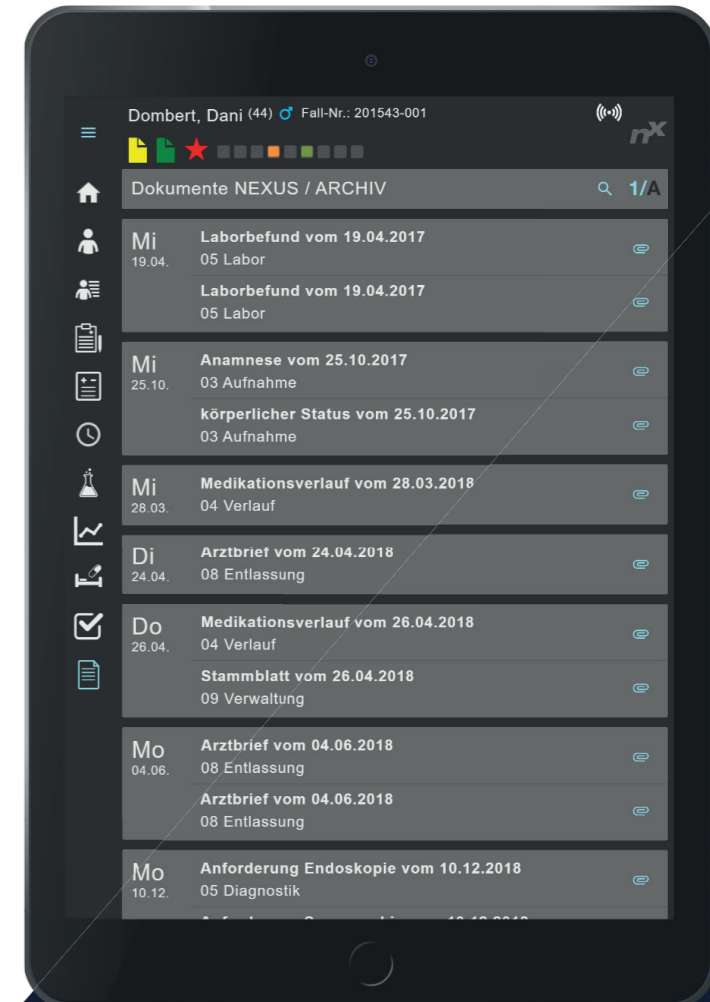 Dombert, Dani (44) ♂ Fall-Nr.: 201543-001
nX
Dokumente NEXUS / ARCHIV
1/A
Mi
19.04.
Laborbefund vom 19.04.2017
05 Labor
Laborbefund vom 19.04.2017
05 Labor
Mi
25.10.
Anamnese vom 25.10.2017
03 Aufnahme
körperlicher Status vom 25.10.2017
03 Aufnahme
Mi
28.03.
Medikationsverlauf vom 28.03.2018
04 Verlauf
Di
24.04.
Arztbrief vom 24.04.2018
08 Entlassung
Do
26.04.
Medikationsverlauf vom 26.04.2018
04 Verlauf
Stammblatt vom 26.04.2018
09 Verwaltung
Mo
04.06.
Arztbrief vom 04.06.2018
08 Entlassung
Arztbrief vom 04.06.2018
08 Entlassung
Mo
10.12.
Anforderung Endoskopie vom 10.12.2018
05 Diagnostik